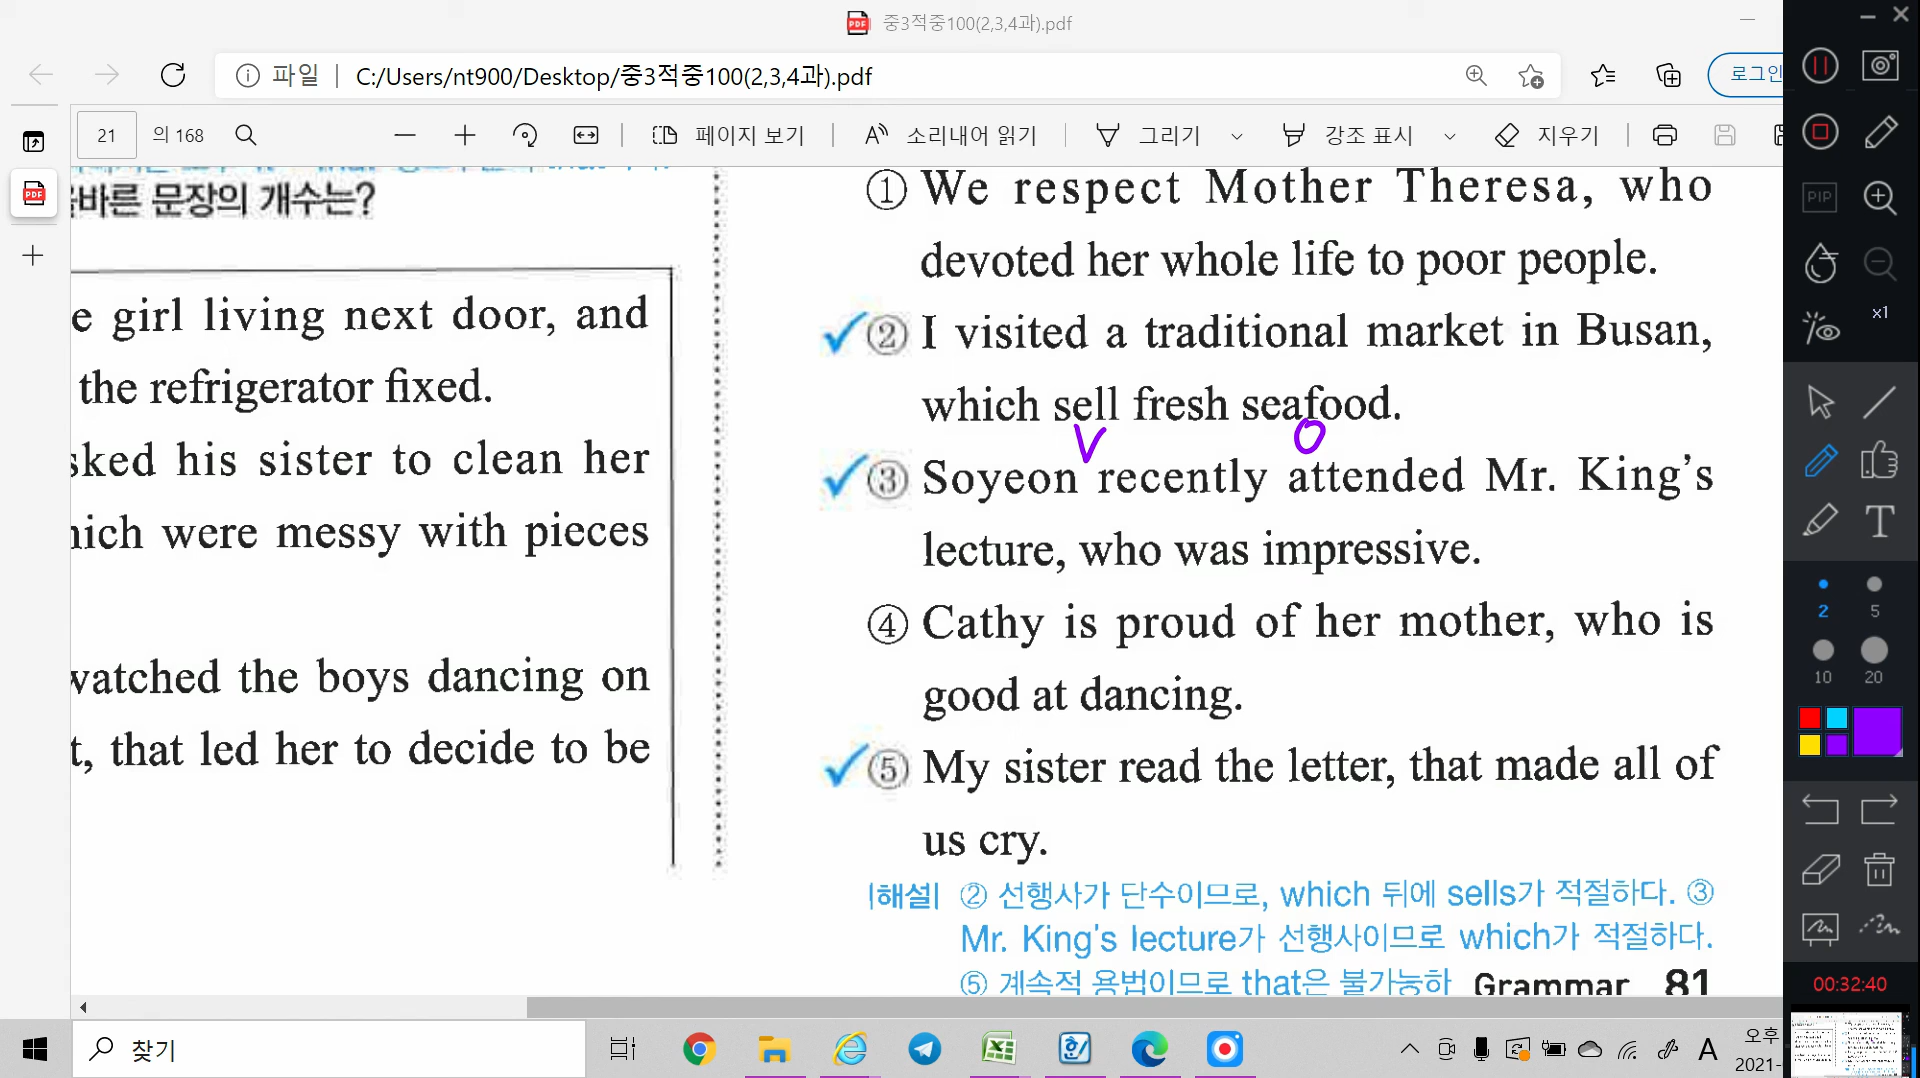 중3적중100(2,3,4과).pdf
파일 C:/Users/nt900/Desktop/중3적중100(2,3,4과).pdf
로그인
21 의 168
페이지 보기
소리내어 읽기
그리기
강조 표시
지우기
바른 문장의 개수는?
e girl living next door, and
the refrigerator fixed.
sked his sister to clean her
hich were messy with pieces
watched the boys dancing on
t, that led her to decide to be
① We respect Mother Theresa, who
devoted her whole life to poor people.
② I visited a traditional market in Busan,
which sell fresh seafood.
V O
③ Soyeon recently attended Mr. King's
lecture, who was impressive.
④ Cathy is proud of her mother, who is
good at dancing.
⑤ My sister read the letter, that made all of
us cry.
|해설| ② 선행사가 단수이므로, which 뒤에 sells가 적절하다. ③
Mr. King's lecture가 선행사이므로 which가 적절하다.
⑤ 계속적 용법이므로 that은 불가능하
Grammar 81
PIP
x1
T
2 5
10 20
00:32:40
찾기
A
오후
2021-